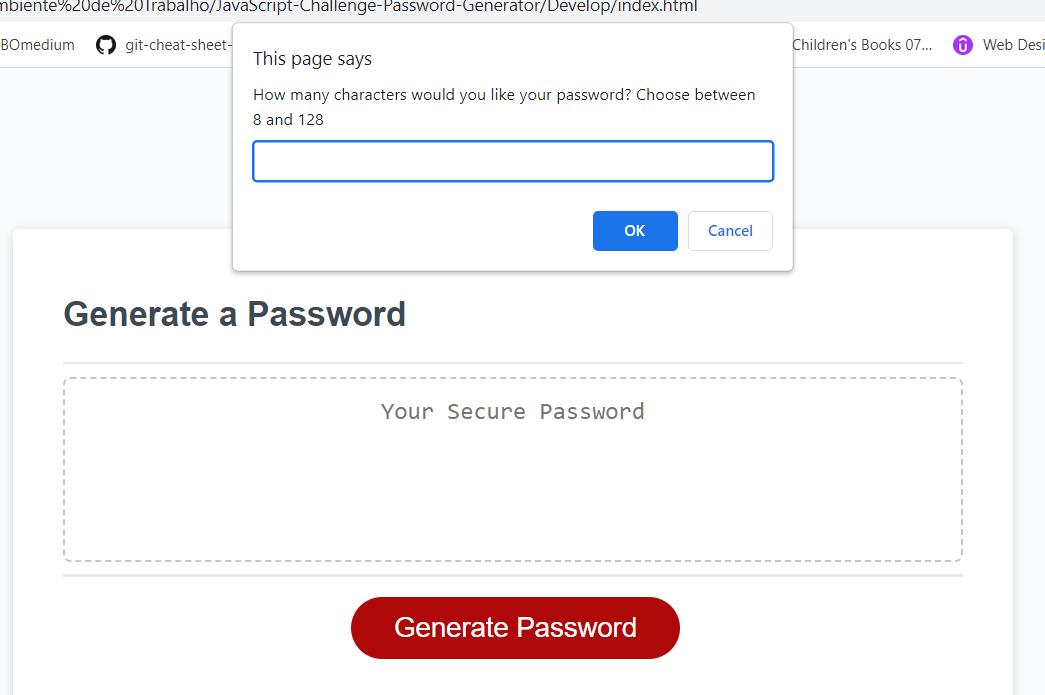 mbiente%20de%20Trabalho/JavaScript-Challenge-Password-Generator/Develop/index.html
BOmedium git-cheat-sheet- Children's Books 07... Web Desi
This page says
How many characters would you like your password? Choose between
8 and 128
OK Cancel
Generate a Password
Your Secure Password
Generate Password